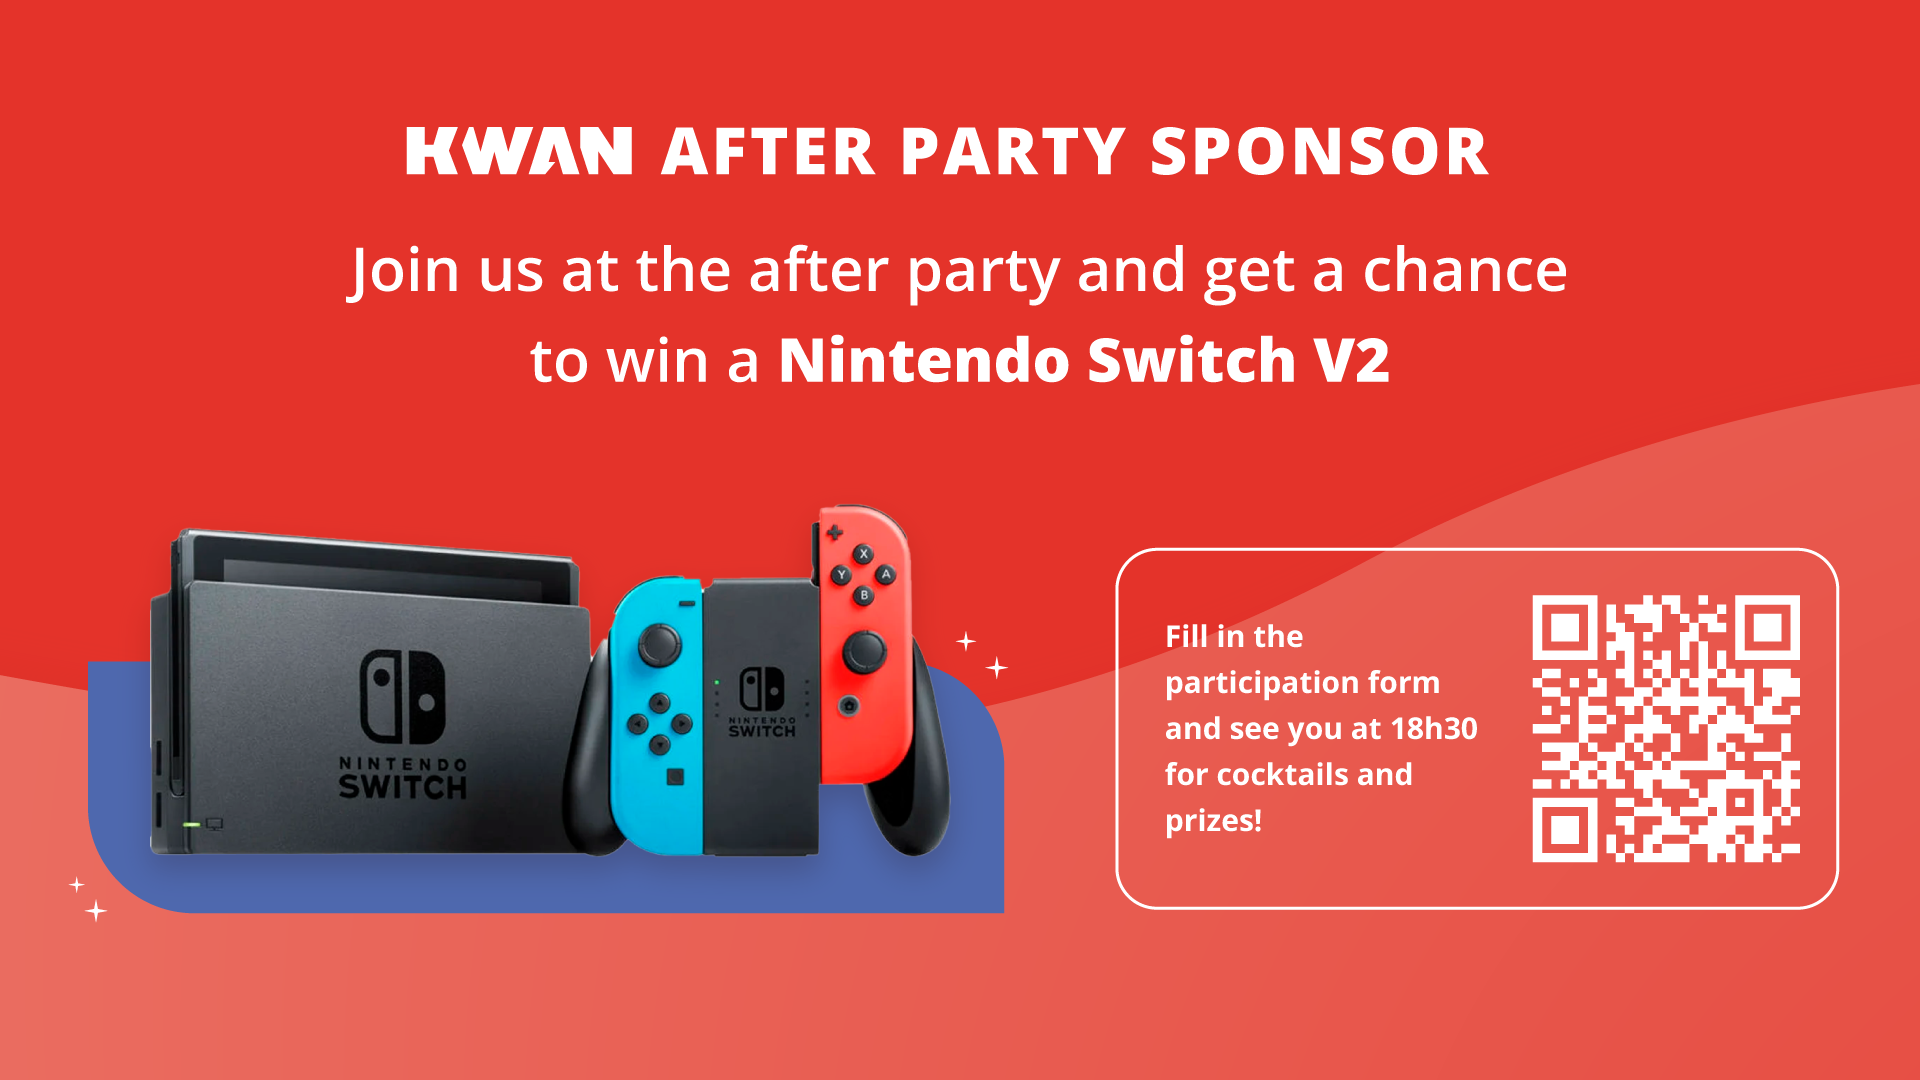 KWAN AFTER PARTY SPONSOR
Join us at the after party and get a chance
to win a Nintendo Switch V2
NINTENDO
SWITCH
NINTENDO
SWITCH
X
Y
A
B
Fill in the
participation form
and see you at 18h30
for cocktails and
prizes!